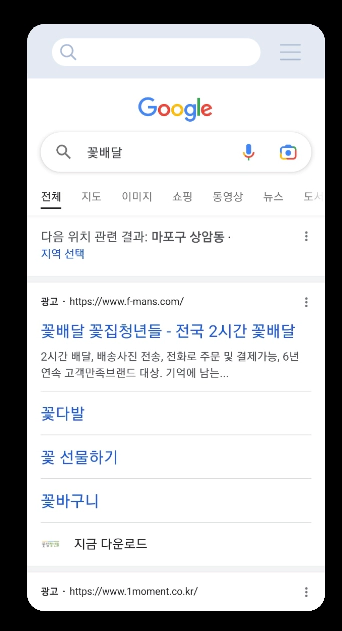 Google
꽃배달
전체 지도 이미지 쇼핑 동영상 뉴스 도서
다음 위치 관련 결과: 마포구 상암동 ·
지역 선택
광고 · https://www.f-mans.com/
꽃배달 꽃집청년들 - 전국 2시간 꽃배달
2시간 배달, 배송사진 전송, 전화로 주문 및 결제가능, 6년
연속 고객만족브랜드 대상. 기억에 남는...
꽃다발
꽃 선물하기
꽃바구니
지금 다운로드
광고 · https://www.1moment.co.kr/